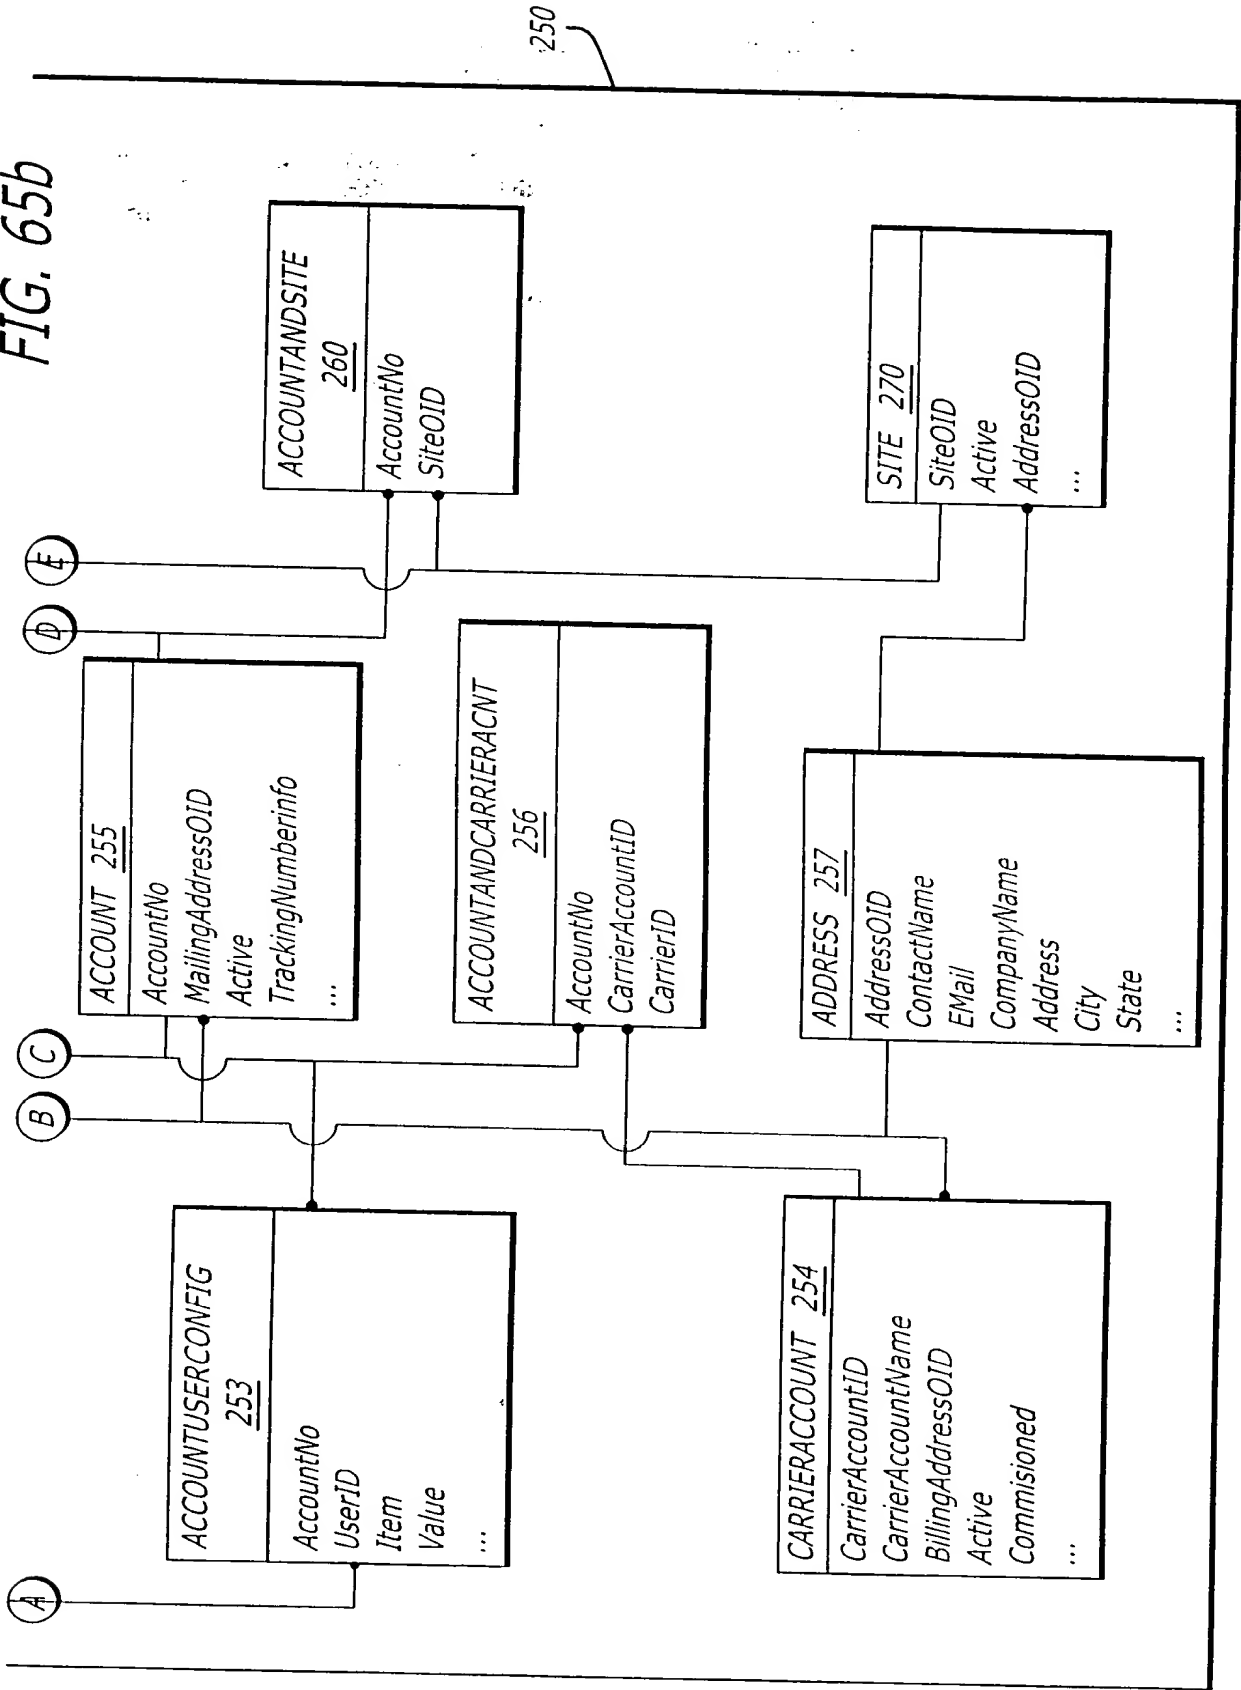 FIG. 65b
250
A
B
C
D
E
ACCOUNTUSERCONFIG
253
AccountNo
UserID
Item
Value
...
ACCOUNT 255
AccountNo
MailingAddressOID
Active
TrackingNumberinfo
...
ACCOUNTANDSITE
260
AccountNo
SiteOID
ACCOUNTANDCARRIERACNT
256
AccountNo
CarrierAccountID
CarrierID
CARRIERACCOUNT 254
CarrierAccountID
CarrierAccountName
BillingAddressOID
Active
Commisioned
...
ADDRESS 257
AddressOID
ContactName
EMail
CompanyName
Address
City
State
...
SITE 270
SiteOID
Active
AddressOID
...